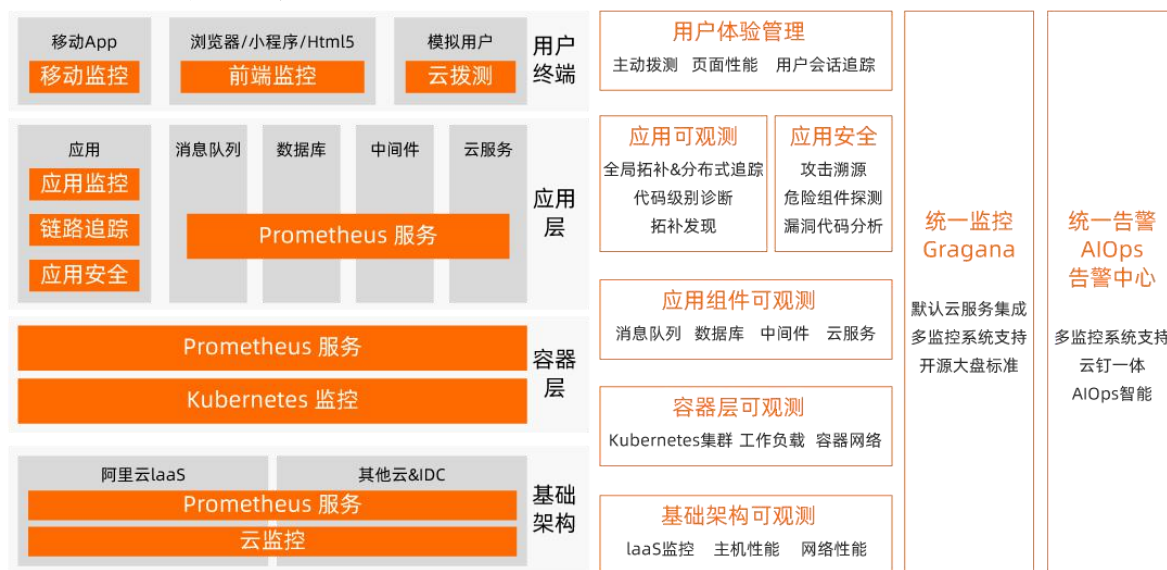 移动App
移动监控
浏览器/小程序/Html5
前端监控
模拟用户
云拨测
用户
终端
应用
应用监控
链路追踪
应用安全
消息队列
数据库
中间件
云服务
Prometheus 服务
应用
层
Prometheus 服务
Kubernetes 监控
容器
层
阿里云laaS
其他云&IDC
Prometheus 服务
云监控
基础
架构
用户体验管理
主动拨测 页面性能 用户会话追踪
应用可观测
全局拓补&分布式追踪
代码级别诊断
拓补发现
应用安全
攻击溯源
危险组件探测
漏洞代码分析
应用组件可观测
消息队列 数据库 中间件 云服务
容器层可观测
Kubernetes集群 工作负载 容器网络
基础架构可观测
laaS监控 主机性能 网络性能
统一监控
Gragana
默认云服务集成
多监控系统支持
开源大盘标准
统一告警
AIOps
告警中心
多监控系统支持
云钉一体
AIOps智能